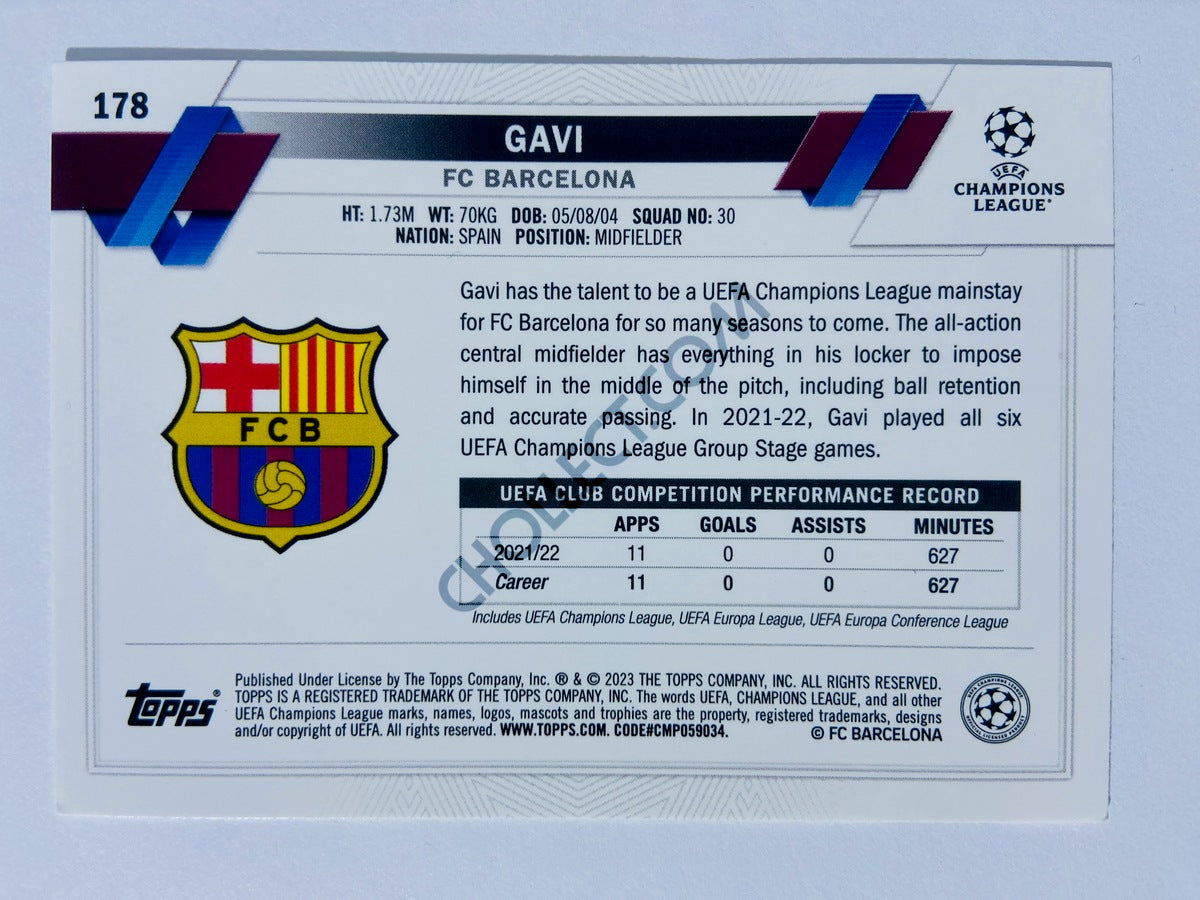 178
GAVI
FC BARCELONA
UEFA
CHAMPIONS
LEAGUE®
HT: 1.73M WT: 70KG DOB: 05/08/04 SQUAD NO: 30
NATION: SPAIN POSITION: MIDFIELDER
FCB
Gavi has the talent to be a UEFA Champions League mainstay
for FC Barcelona for so many seasons to come. The all-action
central midfielder has everything in his locker to impose
himself in the middle of the pitch, including ball retention
and accurate passing. In 2021-22, Gavi played all six
UEFA Champions League Group Stage games.
CHOLLECT.COM
UEFA CLUB COMPETITION PERFORMANCE RECORD
APPS GOALS ASSISTS MINUTES
2021/22 11 0 0 627
Career 11 0 0 627
Includes UEFA Champions League, UEFA Europa League, UEFA Europa Conference League
Topps®
Published Under License by The Topps Company, Inc. ® & © 2023 THE TOPPS COMPANY, INC. ALL RIGHTS RESERVED.
TOPPS IS A REGISTERED TRADEMARK OF THE TOPPS COMPANY, INC. The words UEFA, CHAMPIONS LEAGUE, and all other
UEFA Champions League marks, names, logos, mascots and trophies are the property, registered trademarks, designs
and/or copyright of UEFA. All rights reserved. WWW.TOPPS.COM. CODE#CMP059034. © FC BARCELONA
UEFA CHAMPIONS LEAGUE
OFFICIAL LICENSED PRODUCT